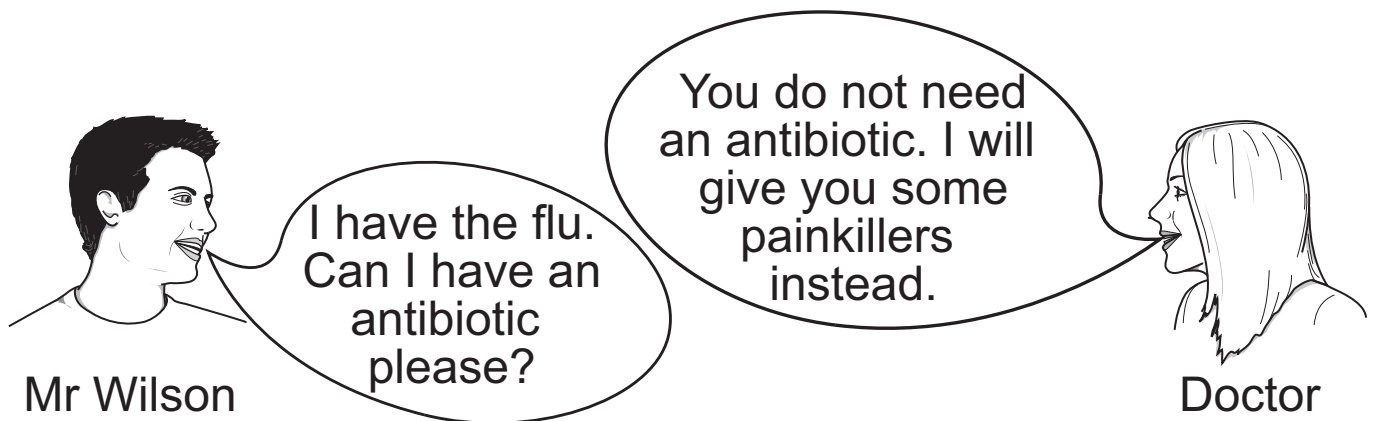 I have the flu.
Can I have an
antibiotic
please?
You do not need
an antibiotic. I will
give you some
painkillers
instead.
Mr Wilson
Doctor